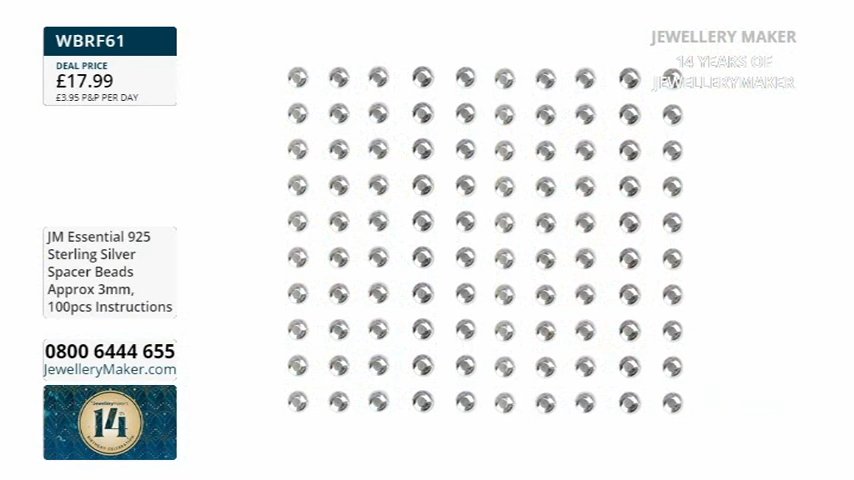 WBRF61
DEAL PRICE
£17.99
£3.95 P&P PER DAY
JEWELLERY MAKER
14 YEARS OF
JEWELLERYMAKER
JM Essential 925
Sterling Silver
Spacer Beads
Approx 3mm,
100pcs Instructions
0800 6444 655
JewelleryMaker.com
14